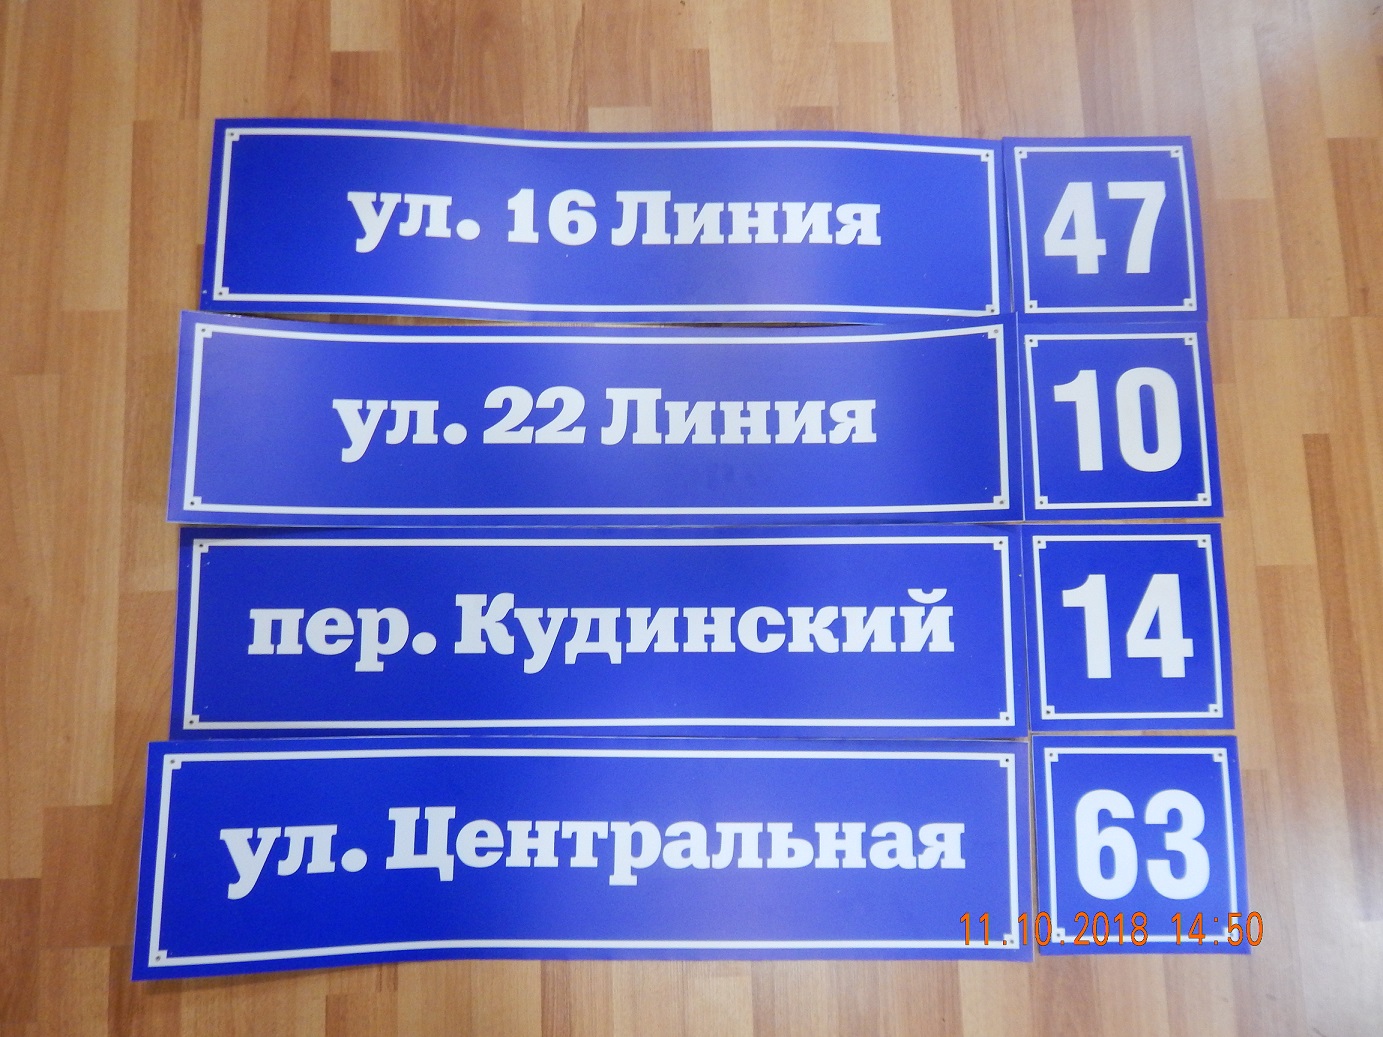 ул. 16 Линия 47
ул. 22 Линия 10
пер. Кудинский 14
ул. Центральная 63
11.10.2018 14:50